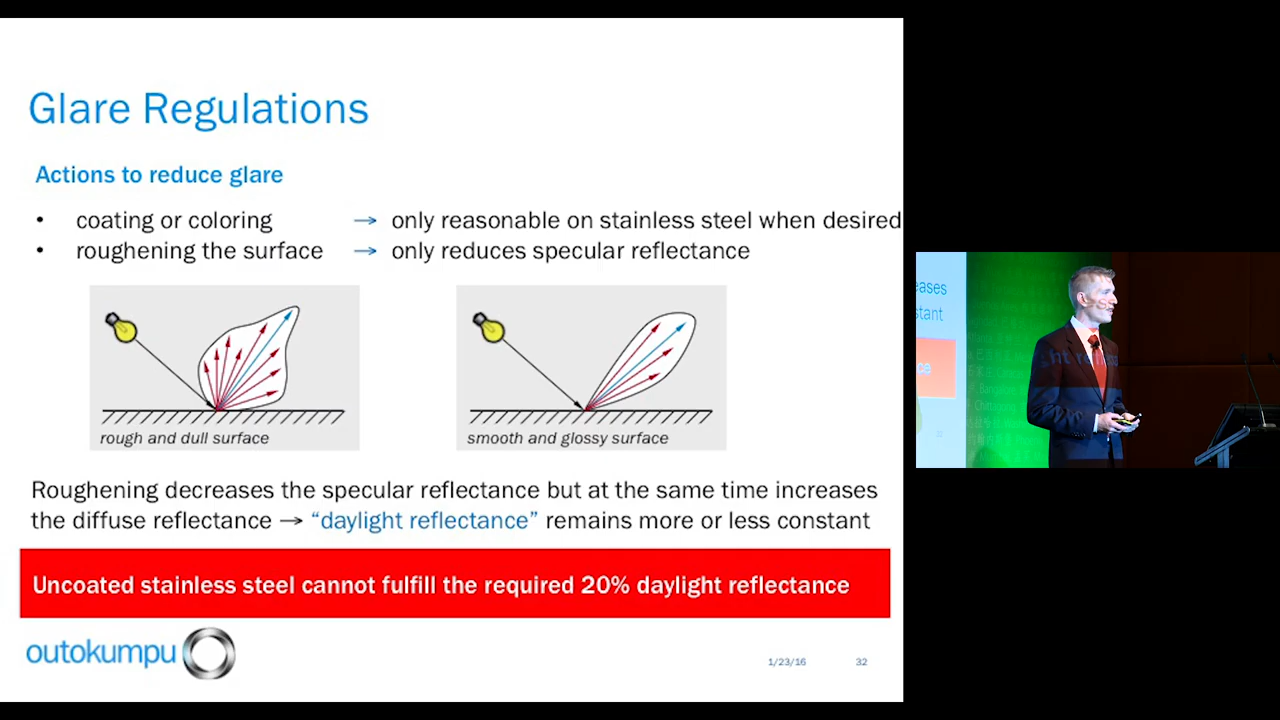 Glare Regulations
Actions to reduce glare
• coating or coloring → only reasonable on stainless steel when desired
• roughening the surface → only reduces specular reflectance
rough and dull surface
smooth and glossy surface
Roughening decreases the specular reflectance but at the same time increases
the diffuse reflectance → “daylight reflectance” remains more or less constant
Uncoated stainless steel cannot fulfill the required 20% daylight reflectance
outokumpu
1/23/16 32
eases
stant
ce